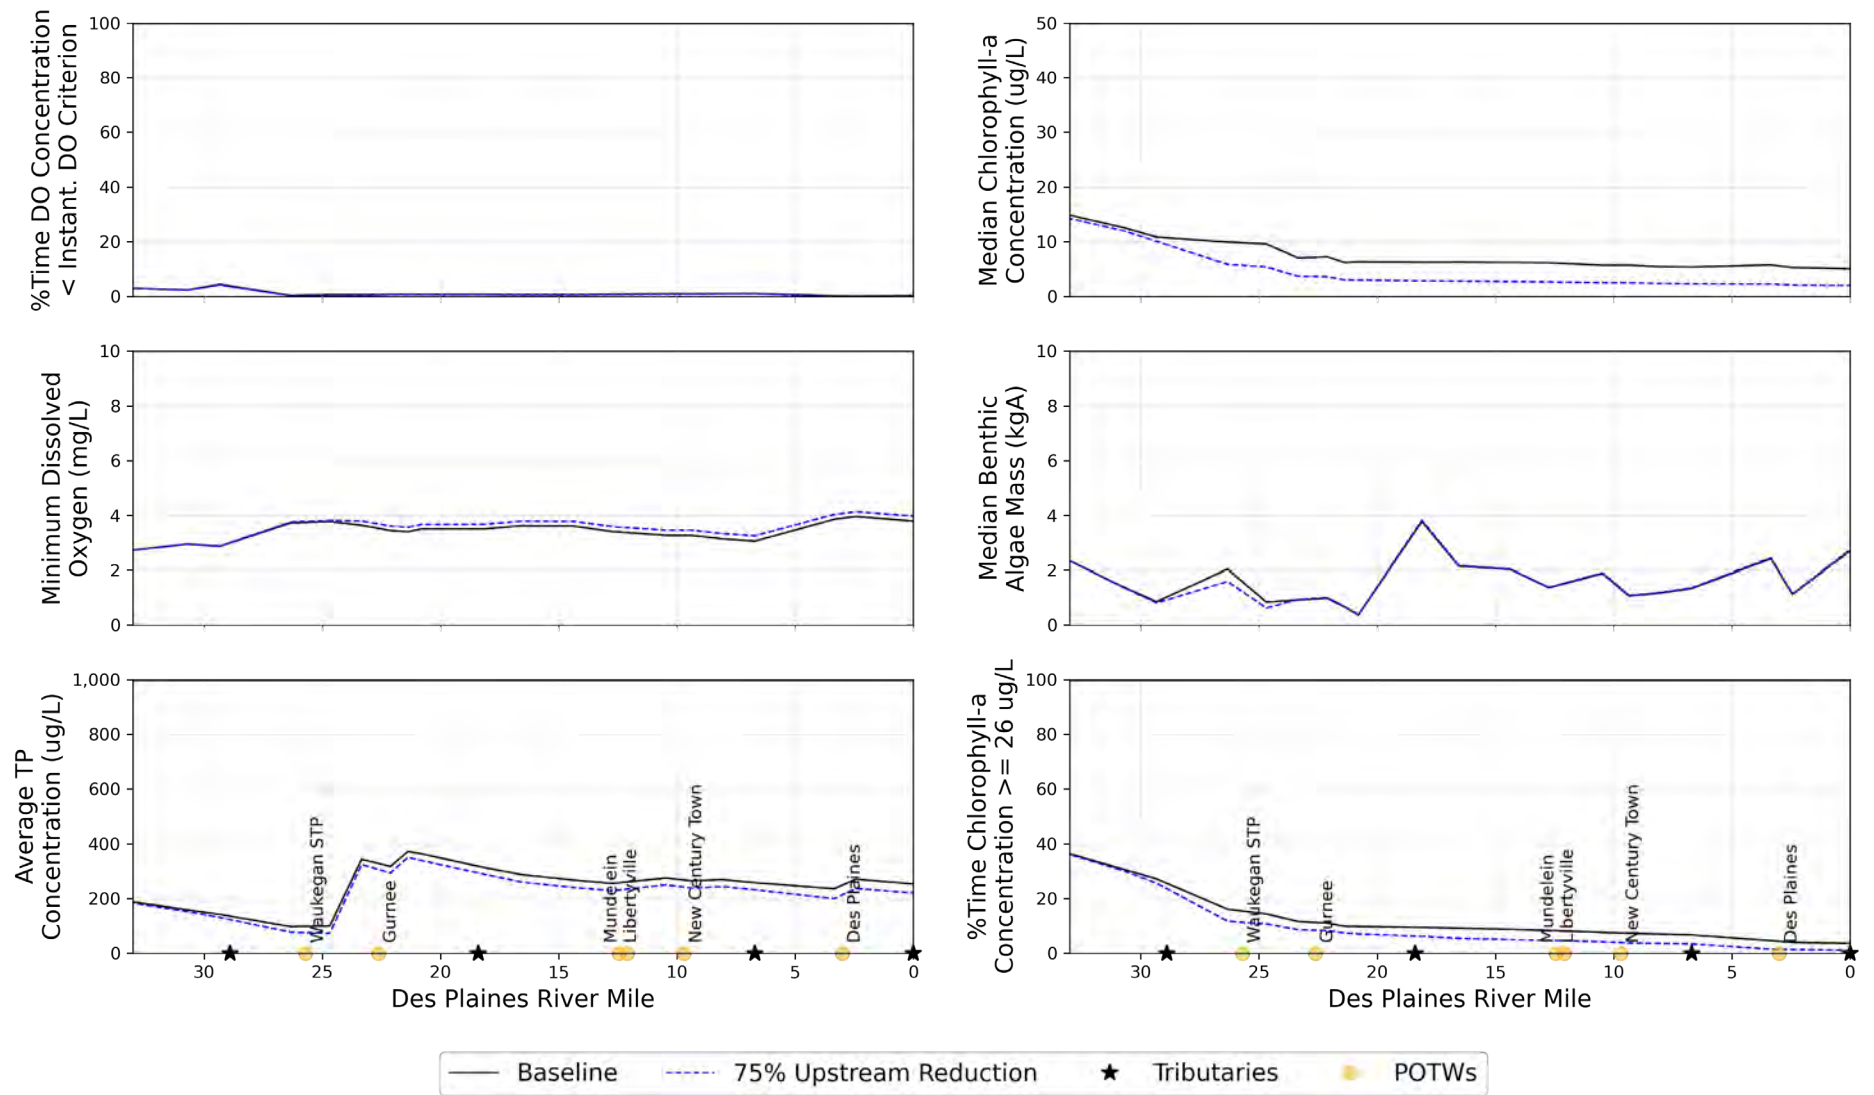 %Time DO Concentration
< Instant. DO Criterion
100
80
60
40
20
0
Median Chlorophyll-a
Concentration (ug/L)
50
40
30
20
10
0
Minimum Dissolved
Oxygen (mg/L)
10
8
6
4
2
0
Median Benthic
Algae Mass (kgA)
10
8
6
4
2
0
Average TP
Concentration (ug/L)
1,000
800
600
400
200
0
Waukegan STP
Gurnee
Mundelein
Libertyville
New Century Town
Des Plaines
30 25 20 15 10 5 0
Des Plaines River Mile
%Time Chlorophyll-a
Concentration >= 26 ug/L
100
80
60
40
20
0
Waukegan STP
Gurnee
Mundelein
Libertyville
New Century Town
Des Plaines
30 25 20 15 10 5 0
Des Plaines River Mile
Baseline 75% Upstream Reduction Tributaries POTWs